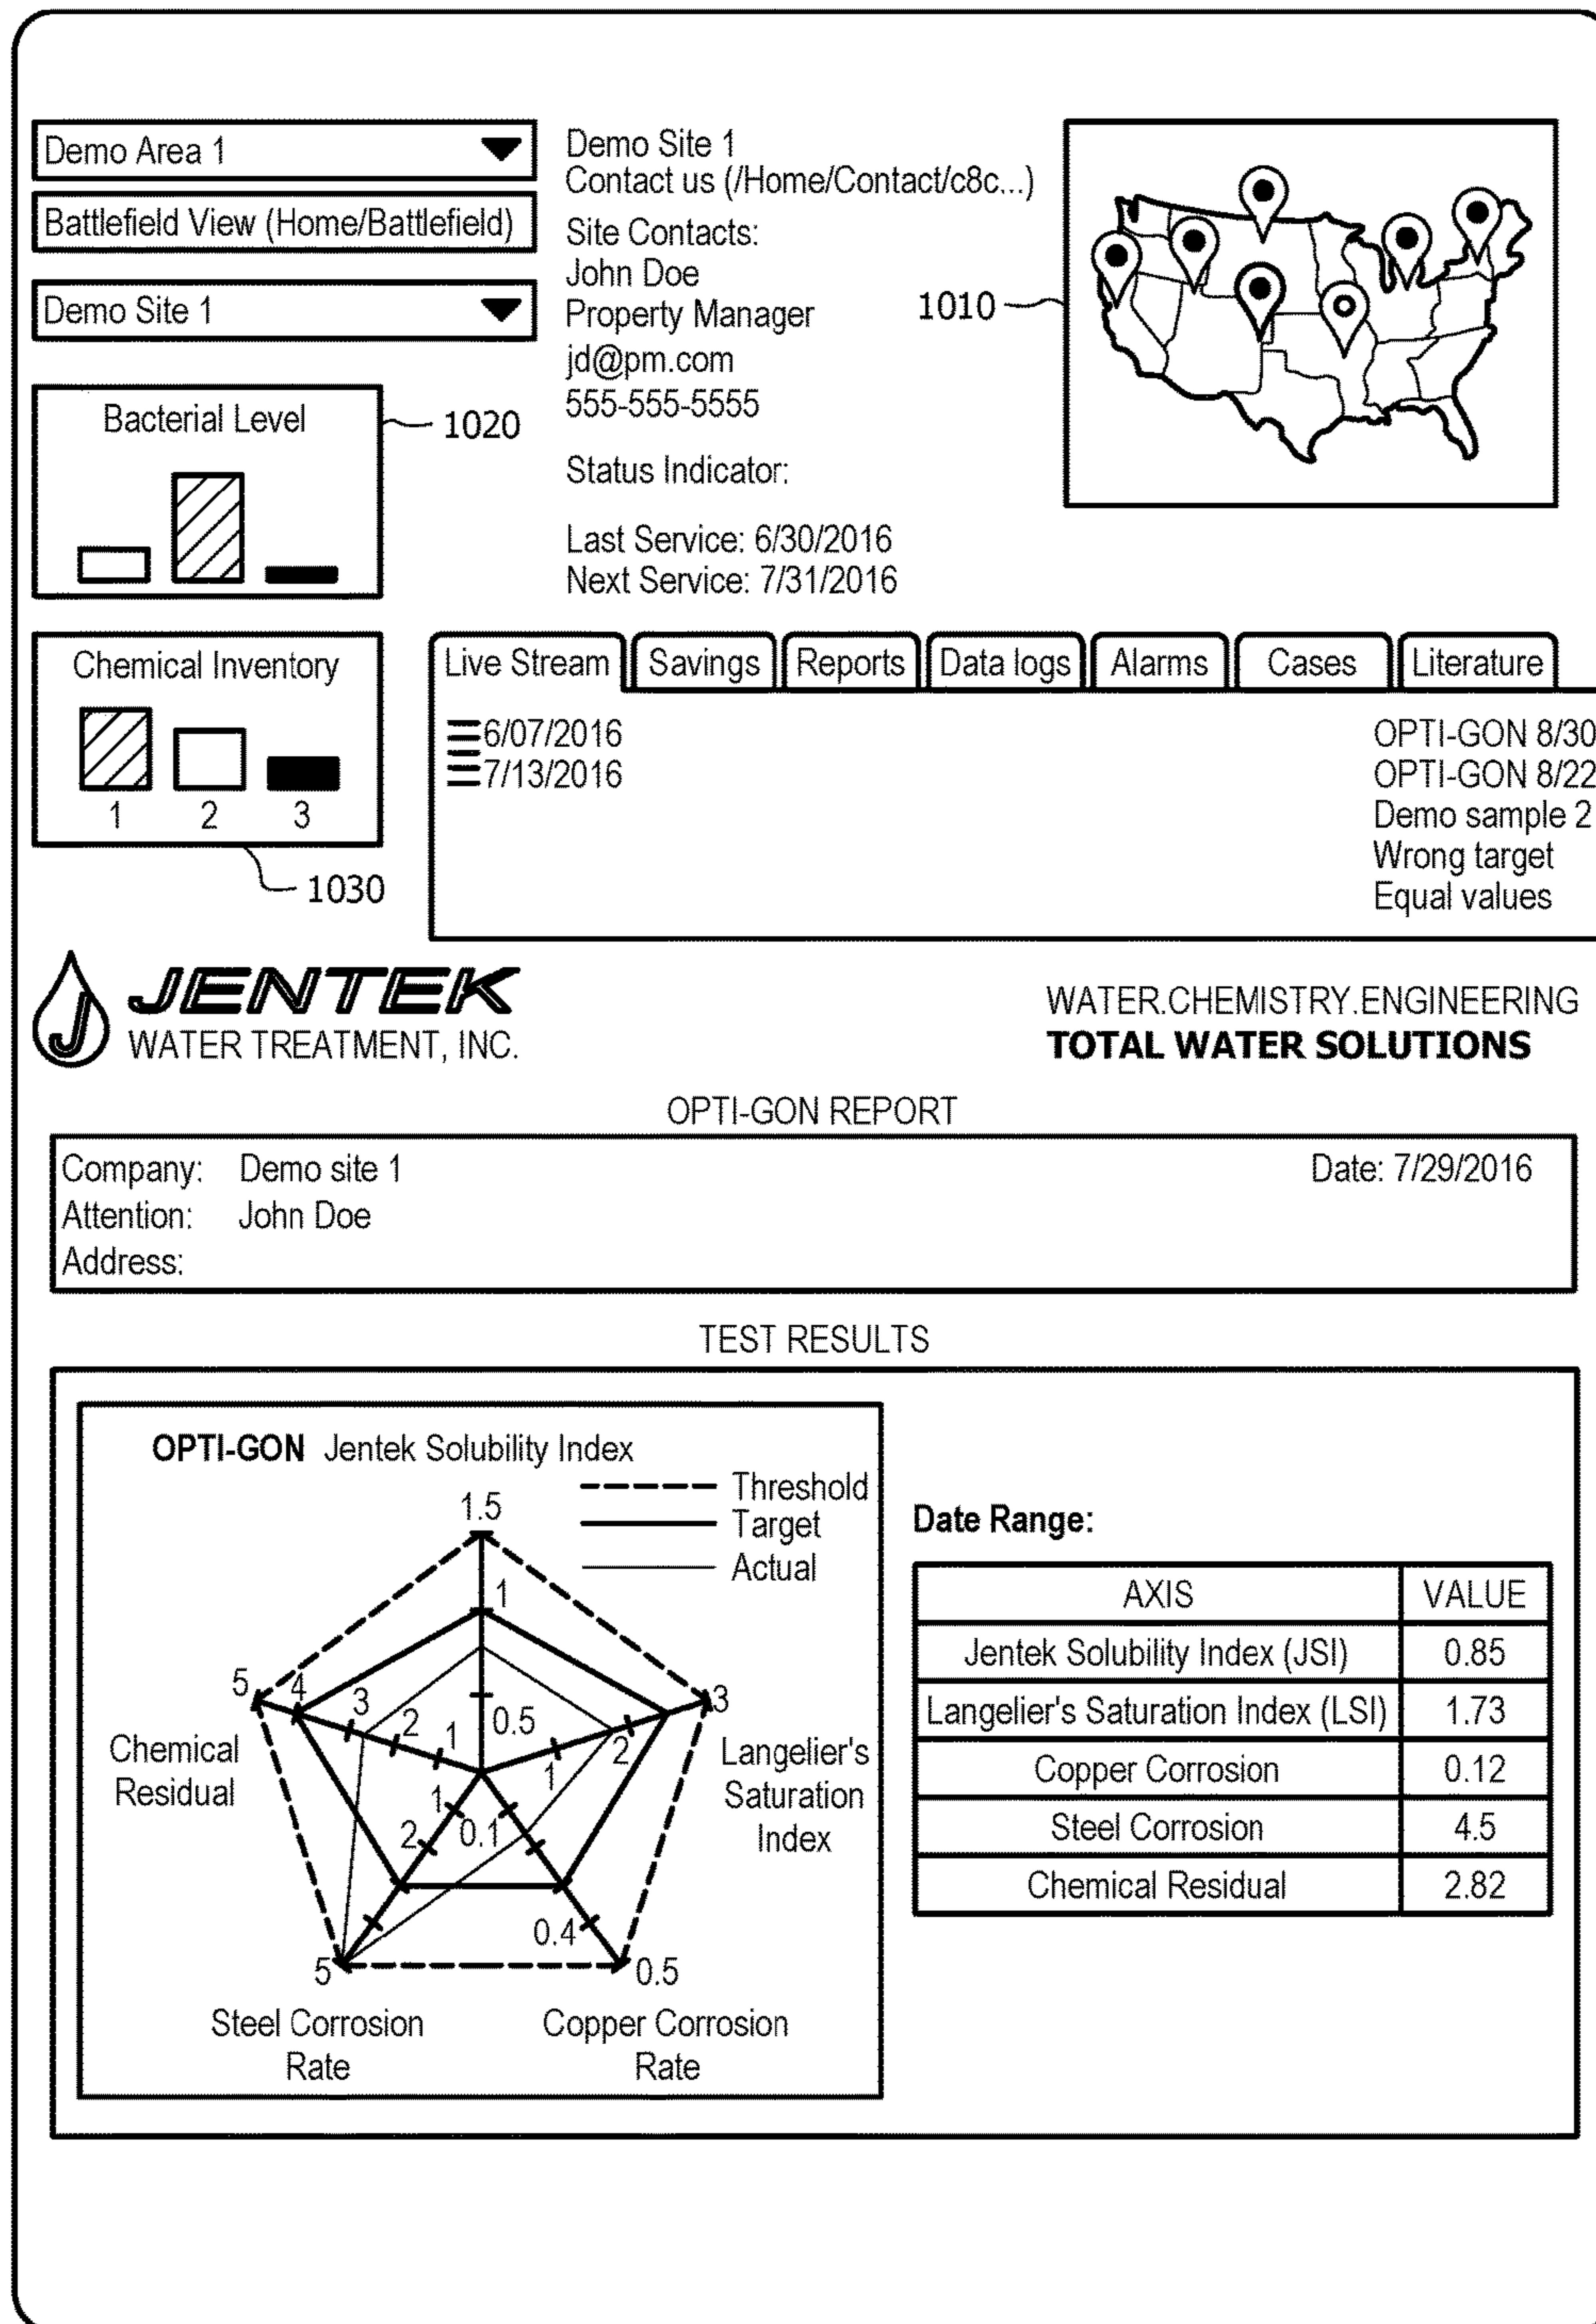 Demo Area 1
Battlefield View (Home/Battlefield)
Demo Site 1
Demo Site 1
Contact us (/Home/Contact/c8c...)
Site Contacts:
John Doe
Property Manager
jd@pm.com
555-555-5555
Status Indicator:
Last Service: 6/30/2016
Next Service: 7/31/2016
1010
Bacterial Level
1020
Chemical Inventory
1 2 3
1030
Live Stream Savings Reports Data logs Alarms Cases Literature
6/07/2016
7/13/2016
OPTI-GON 8/30
OPTI-GON 8/22
Demo sample 2
Wrong target
Equal values
J JENTEK
WATER TREATMENT, INC.
WATER.CHEMISTRY.ENGINEERING
TOTAL WATER SOLUTIONS
OPTI-GON REPORT
Company: Demo site 1 Date: 7/29/2016
Attention: John Doe
Address:
TEST RESULTS
OPTI-GON Jentek Solubility Index
Threshold
Target
Actual
1.5
1
0.5
3
2
1
Langelier's
Saturation
Index
0.1
0.4
0.5
Copper Corrosion
Rate
1
2
5
Steel Corrosion
Rate
5 4 3 2 1
Chemical
Residual
Date Range:
AXIS VALUE
Jentek Solubility Index (JSI) 0.85
Langelier's Saturation Index (LSI) 1.73
Copper Corrosion 0.12
Steel Corrosion 4.5
Chemical Residual 2.82